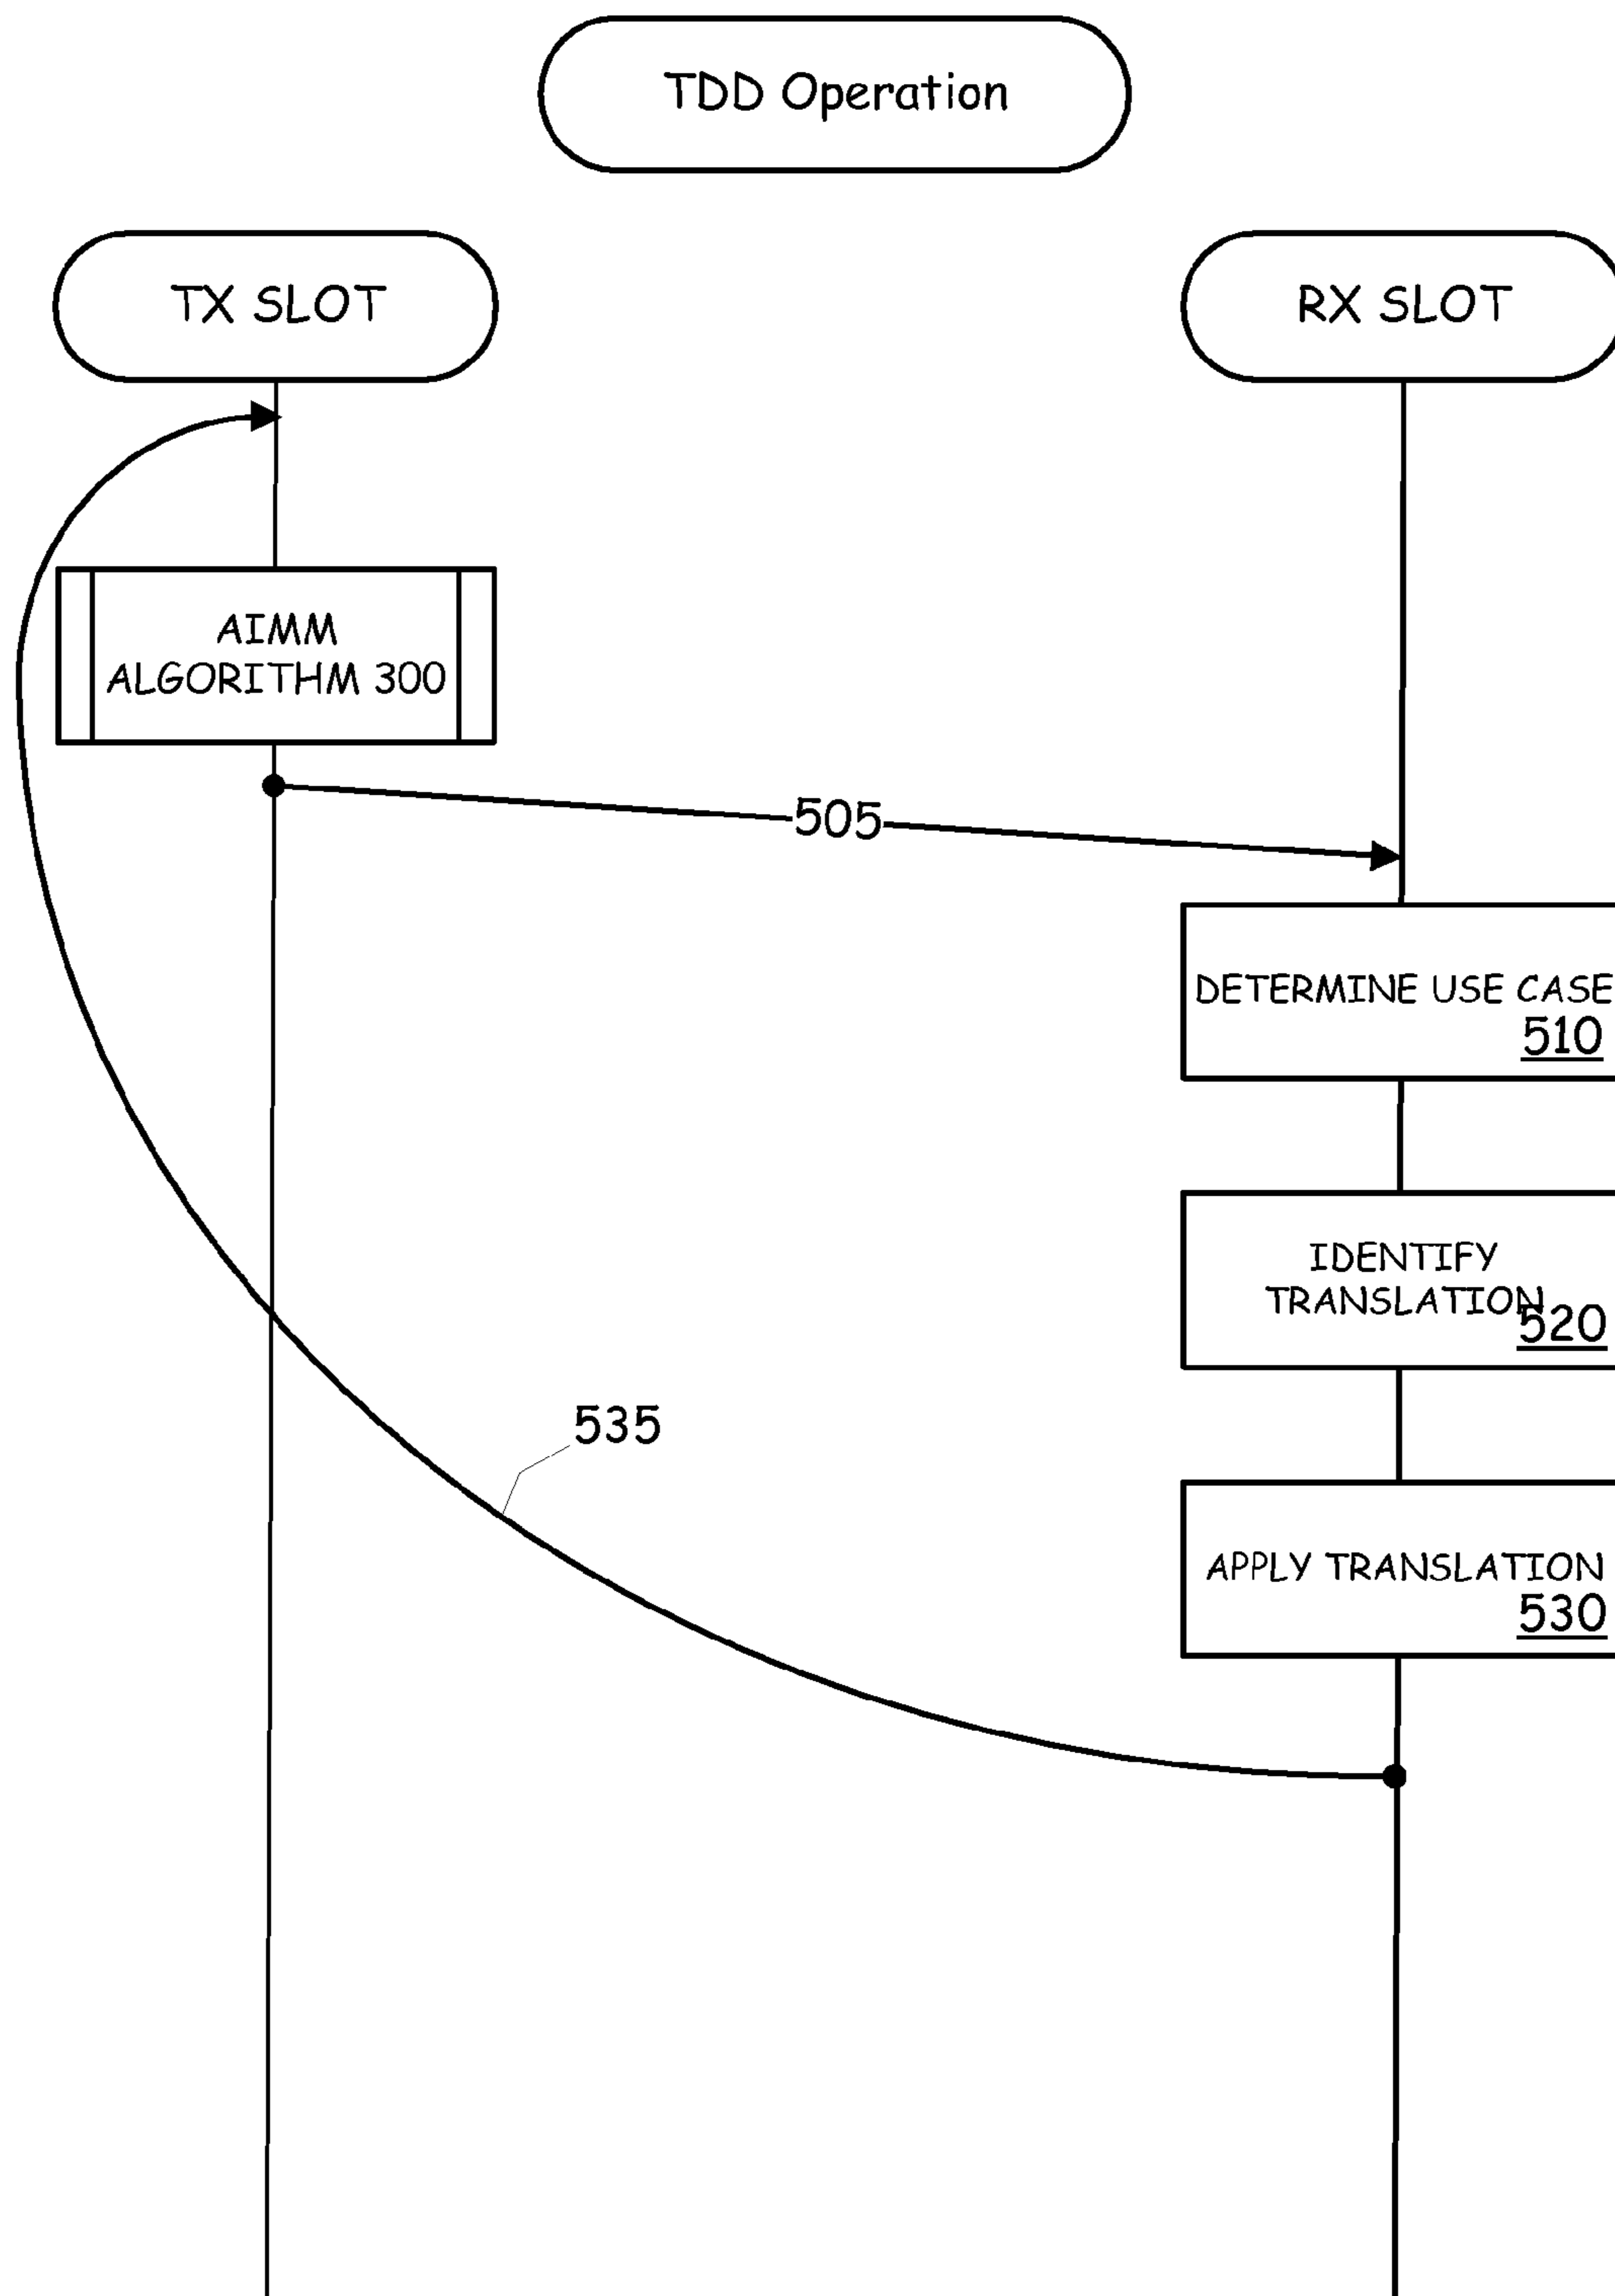 TDD Operation
TX SLOT
RX SLOT
AIMM
ALGORITHM 300
505
DETERMINE USE CASE
510
IDENTIFY
TRANSLATION
520
535
APPLY TRANSLATION
530